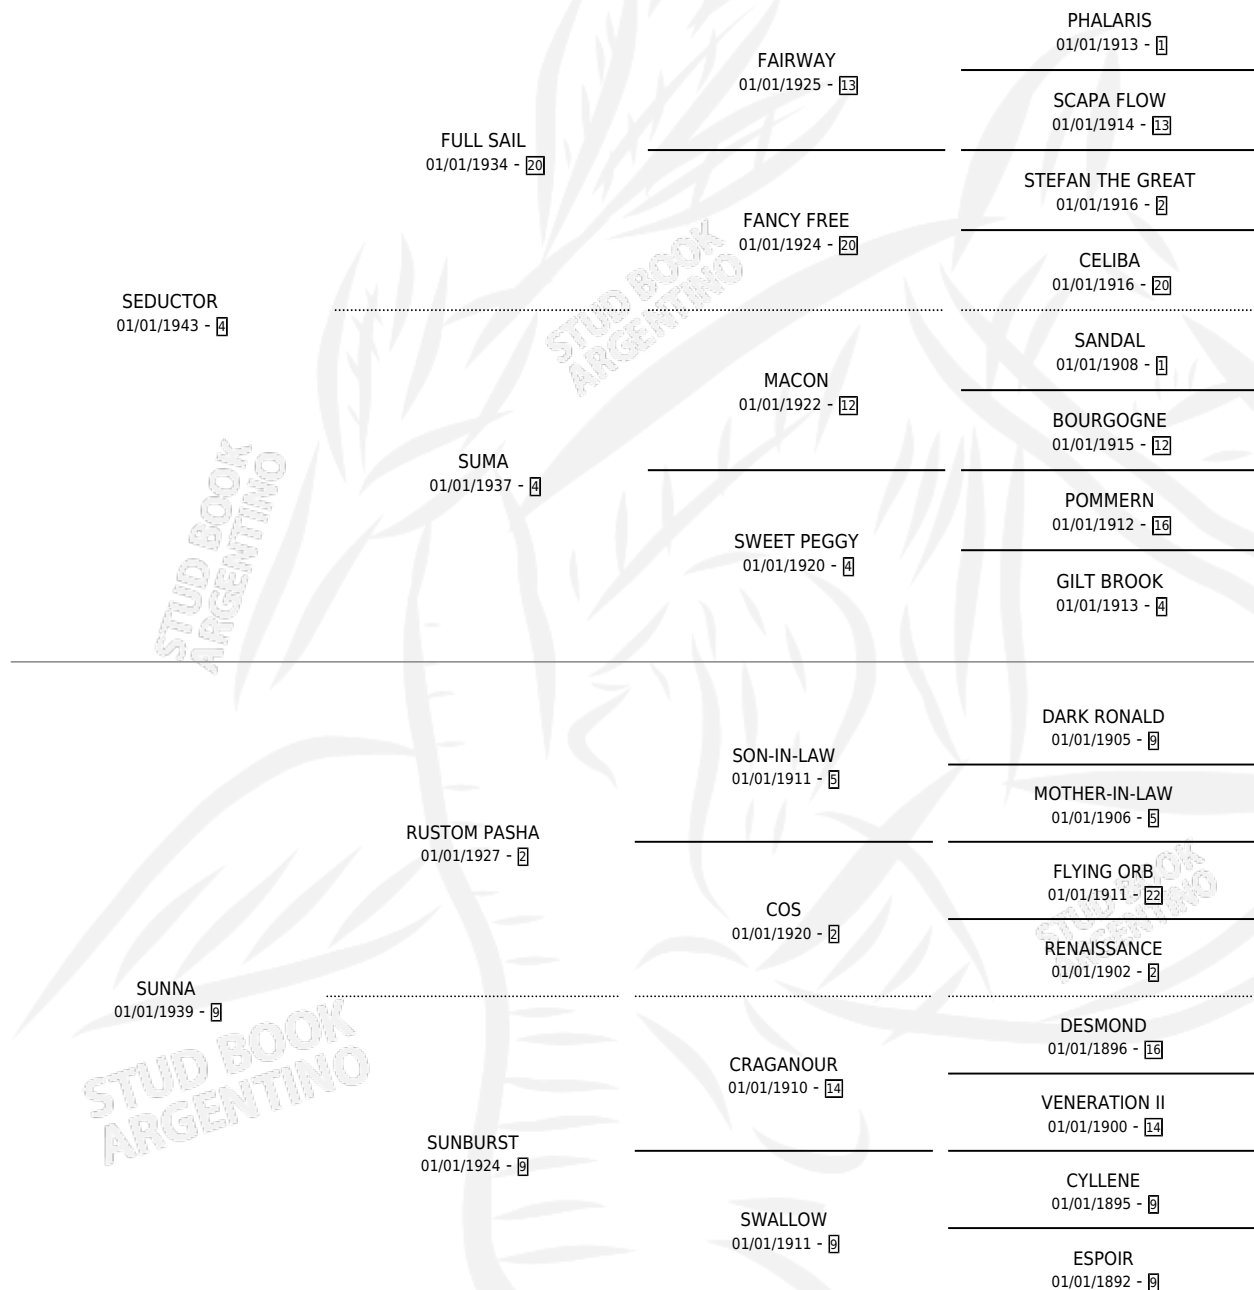 PHALARIS
01/01/1913 - 1
FAIRWAY
01/01/1925 - 13
SCAPA FLOW
01/01/1914 - 13
FULL SAIL
01/01/1934 - 20
STEFAN THE GREAT
01/01/1916 - 2
FANCY FREE
01/01/1924 - 20
CELIBA
01/01/1916 - 20
SEDUCTOR
01/01/1943 - 4
SANDAL
01/01/1908 - 1
MACON
01/01/1922 - 12
BOURGOGNE
01/01/1915 - 12
SUMA
01/01/1937 - 4
POMMERN
01/01/1912 - 16
SWEET PEGGY
01/01/1920 - 4
GILT BROOK
01/01/1913 - 4
DARK RONALD
01/01/1905 - 9
SON-IN-LAW
01/01/1911 - 5
MOTHER-IN-LAW
01/01/1906 - 5
RUSTOM PASHA
01/01/1927 - 2
FLYING ORB
01/01/1911 - 22
COS
01/01/1920 - 2
RENAISSANCE
01/01/1902 - 2
SUNNA
01/01/1939 - 9
DESMOND
01/01/1896 - 16
CRAGANOUR
01/01/1910 - 14
VENERATION II
01/01/1900 - 14
SUNBURST
01/01/1924 - 9
CYLLENE
01/01/1895 - 9
SWALLOW
01/01/1911 - 9
ESPOIR
01/01/1892 - 9
STUD BOOK
ARGENTINO
STUD BOOK
ARGENTINO
STUD BOOK
ARGENTINO
STUD BOOK
ARGENTINO